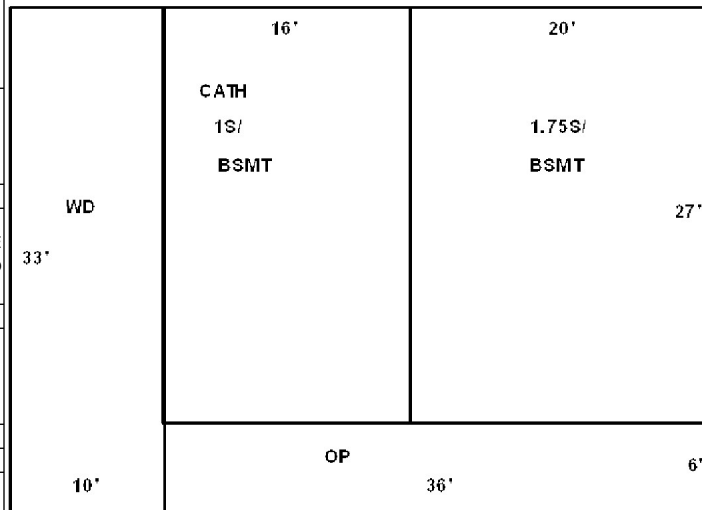 16'
20'
CATH
1S/
BSMT
1.75S/
BSMT
WD
27'
33'
OP
6'
10'
36'